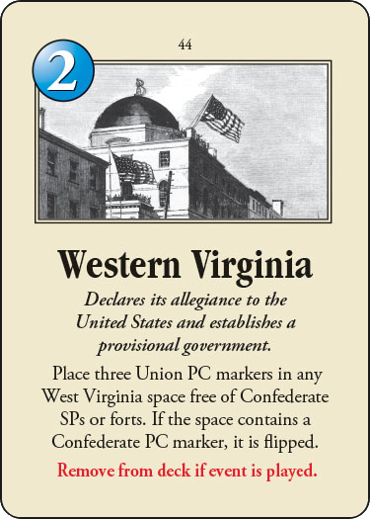 44
2
Western Virginia
Declares its allegiance to the
United States and establishes a
provisional government.
Place three Union PC markers in any
West Virginia space free of Confederate
SPs or forts. If the space contains a
Confederate PC marker, it is flipped.
Remove from deck if event is played.